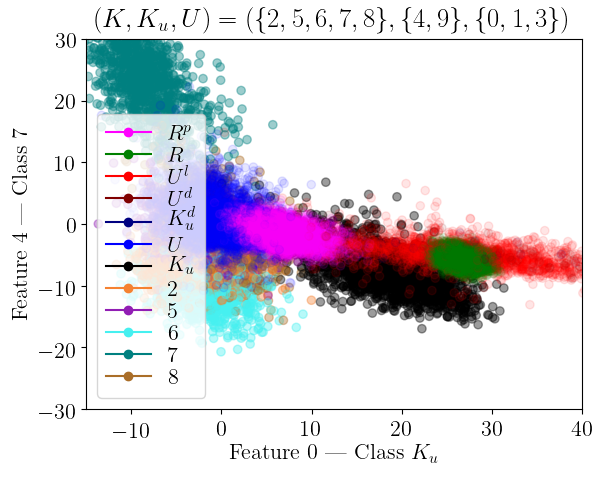 (K, K_u, U) = ({2, 5, 6, 7, 8}, {4, 9}, {0, 1, 3})
30
20
10
0
−10
−20
−30
Feature 4 — Class 7
R^p
R
U^l
U^d
K_u^d
U
K_u
2
5
6
7
8
−10
0
10
20
30
40
Feature 0 — Class K_u